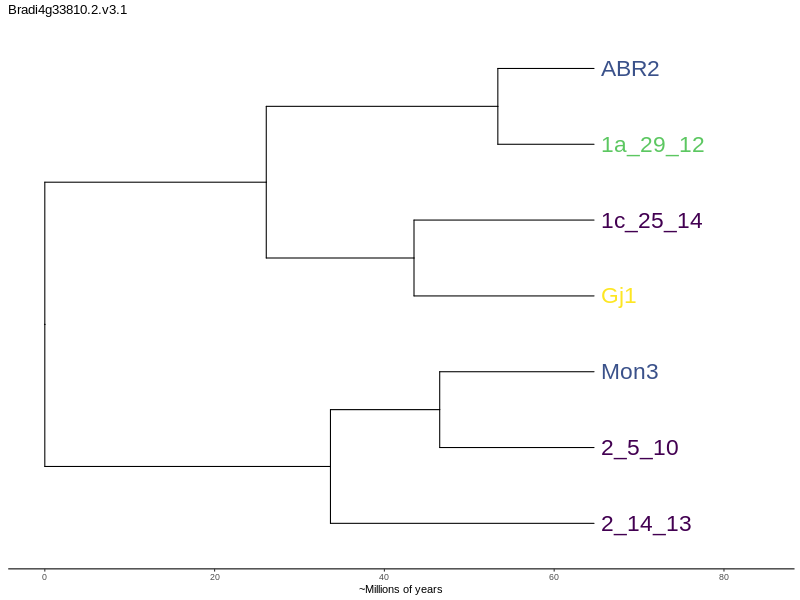 Bradi4g33810.2.v3.1
ABR2
1a_29_12
1c_25_14
Gj1
Mon3
2_5_10
2_14_13
0 20 40 60 80
~Millions of years